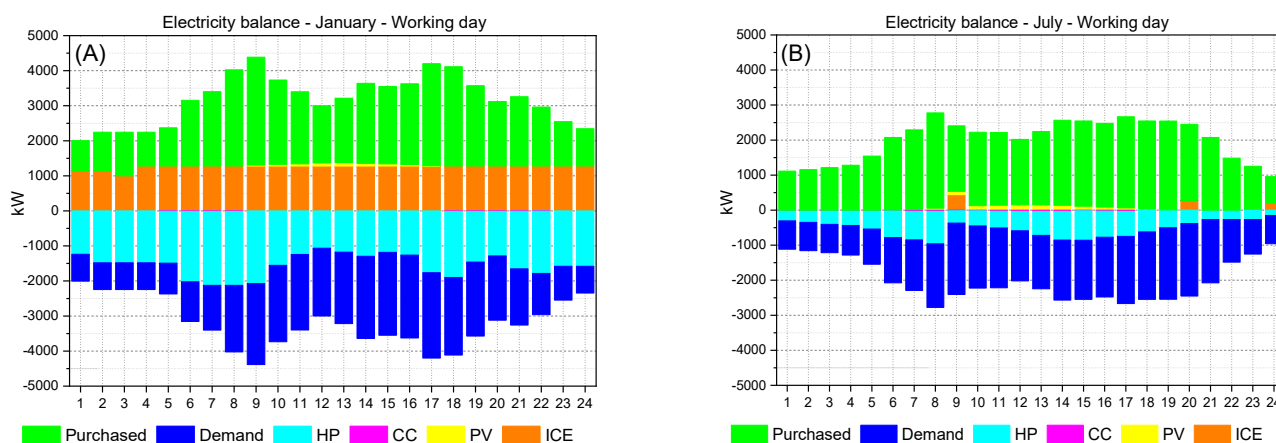 Electricity balance - January - Working day
(A)
kW
5000
4000
3000
2000
1000
0
-1000
-2000
-3000
-4000
-5000
1 2 3 4 5 6 7 8 9 10 11 12 13 14 15 16 17 18 19 20 21 22 23 24
Purchased Demand HP CC PV ICE
Electricity balance - July - Working day
(B)
kW
5000
4000
3000
2000
1000
0
-1000
-2000
-3000
-4000
-5000
1 2 3 4 5 6 7 8 9 10 11 12 13 14 15 16 17 18 19 20 21 22 23 24
Purchased Demand HP CC PV ICE